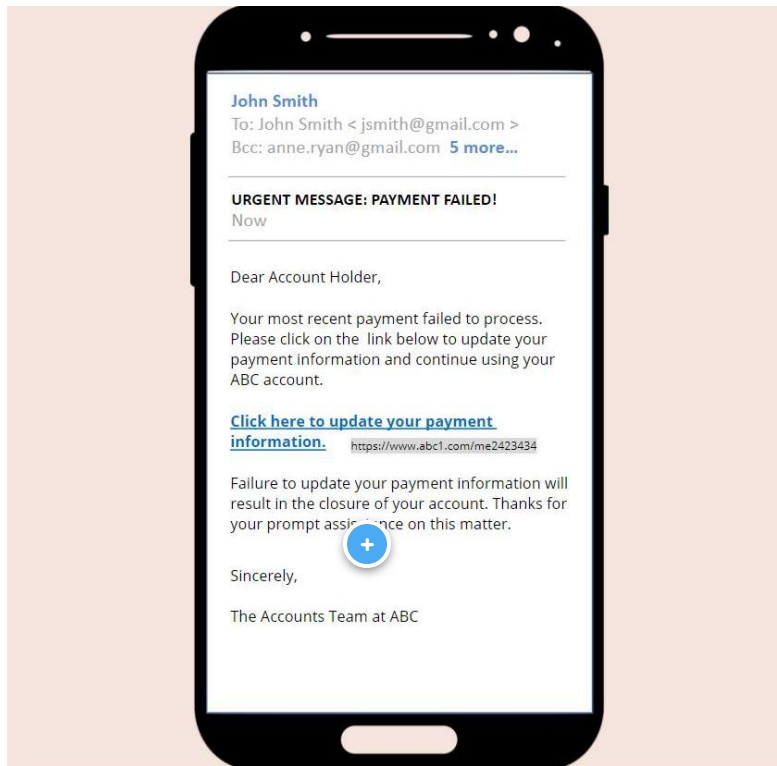 John Smith
To: John Smith < jsmith@gmail.com >
Bcc: anne.ryan@gmail.com 5 more...
URGENT MESSAGE: PAYMENT FAILED!
Now
Dear Account Holder,
Your most recent payment failed to process.
Please click on the link below to update your
payment information and continue using your
ABC account.
Click here to update your payment
information. https://www.abc1.com/me2423434
Failure to update your payment information will
result in the closure of your account. Thanks for
your prompt assistance on this matter.
Sincerely,
The Accounts Team at ABC